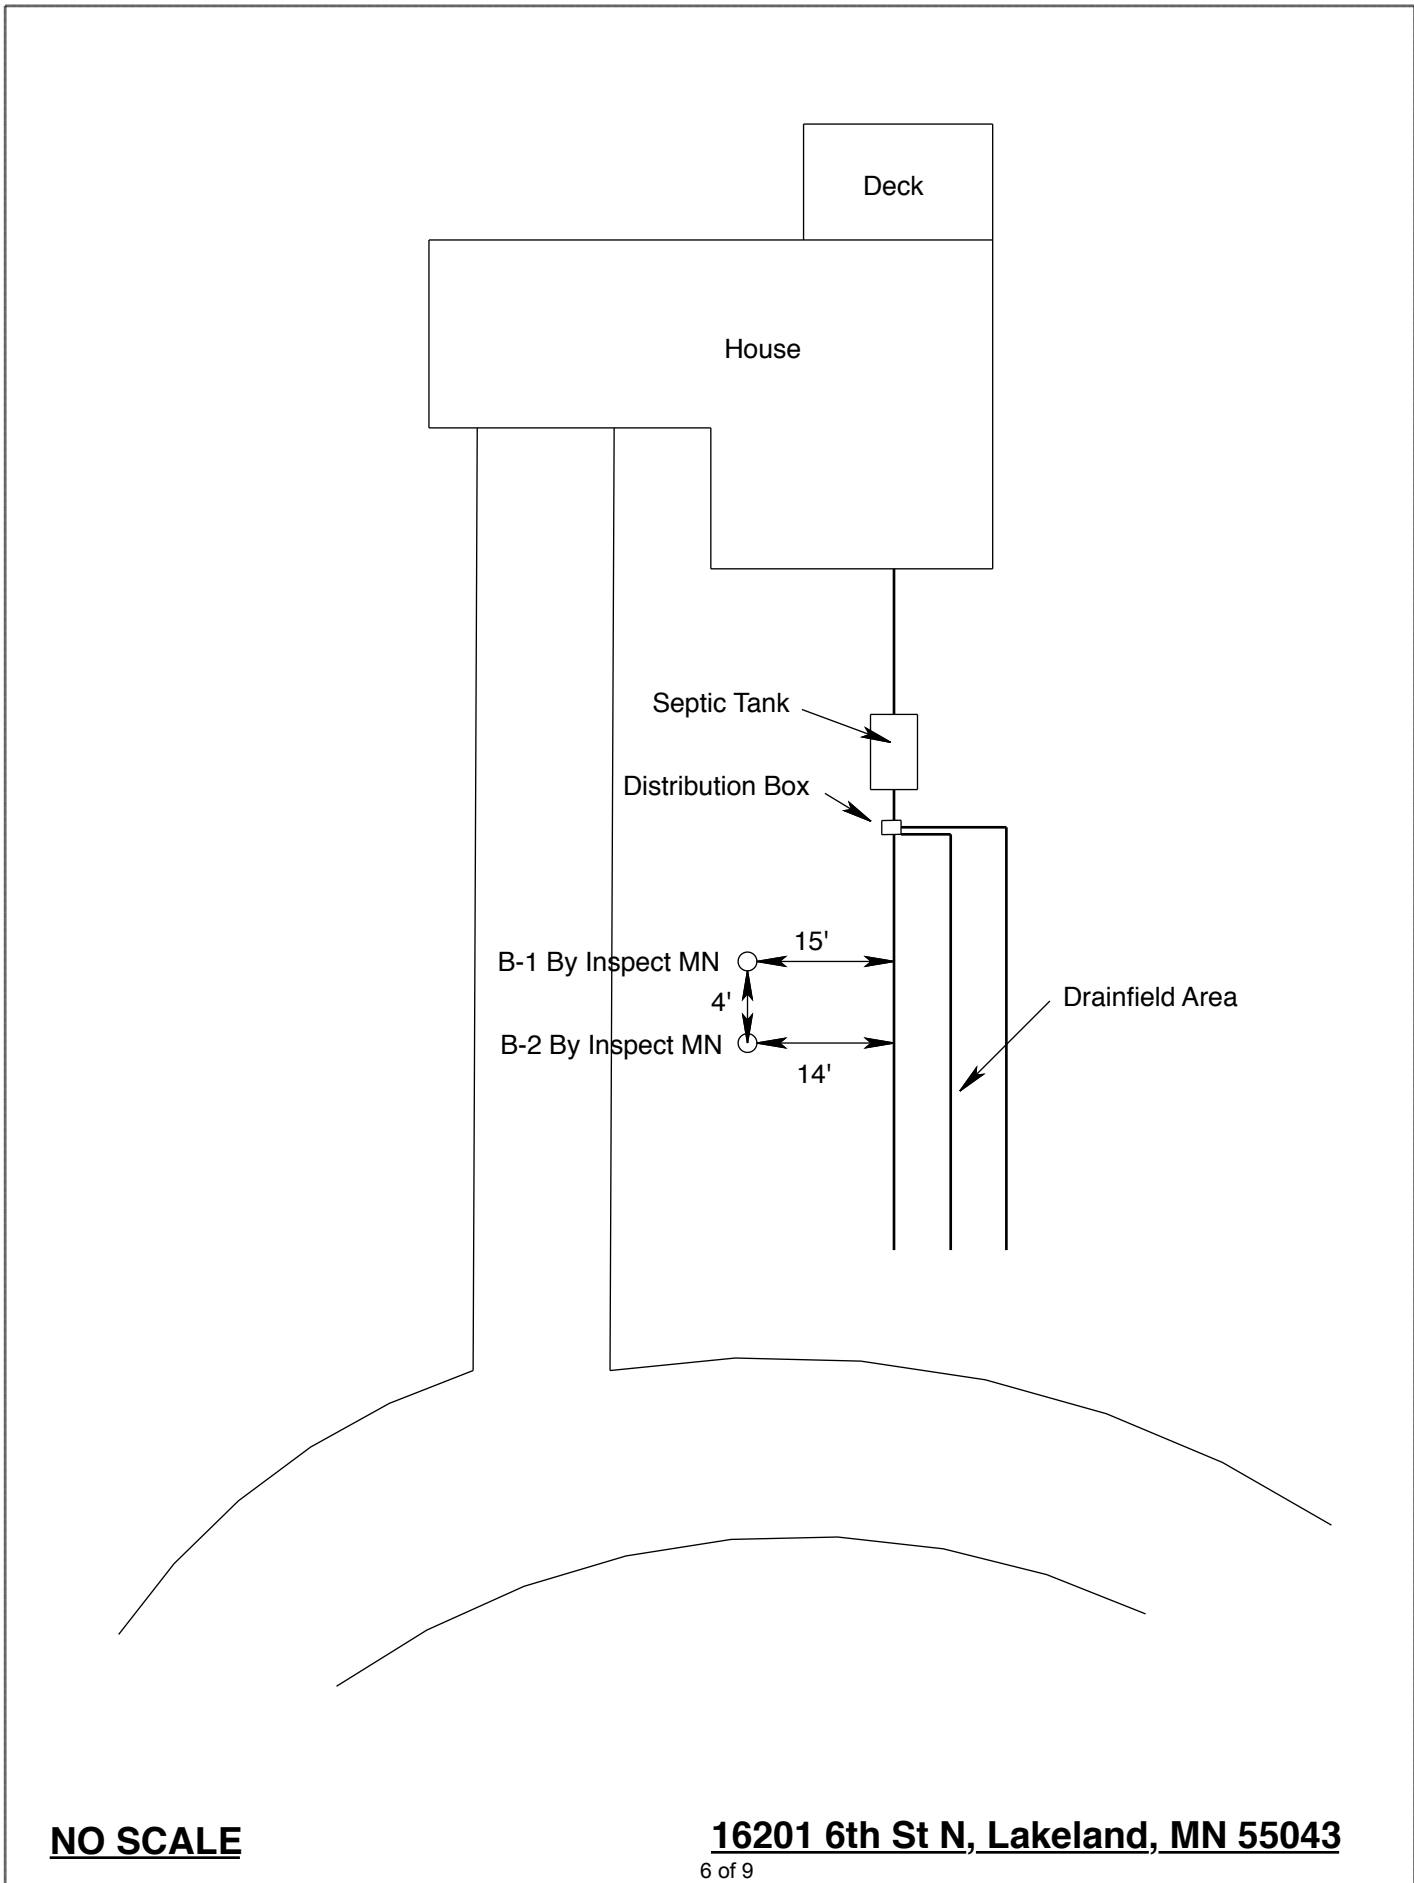 Deck
House
Septic Tank
Distribution Box
15'
B-1 By Inspect MN
4'
Drainfield Area
B-2 By Inspect MN
14'
NO SCALE
16201 6th St N, Lakeland, MN 55043
6 of 9